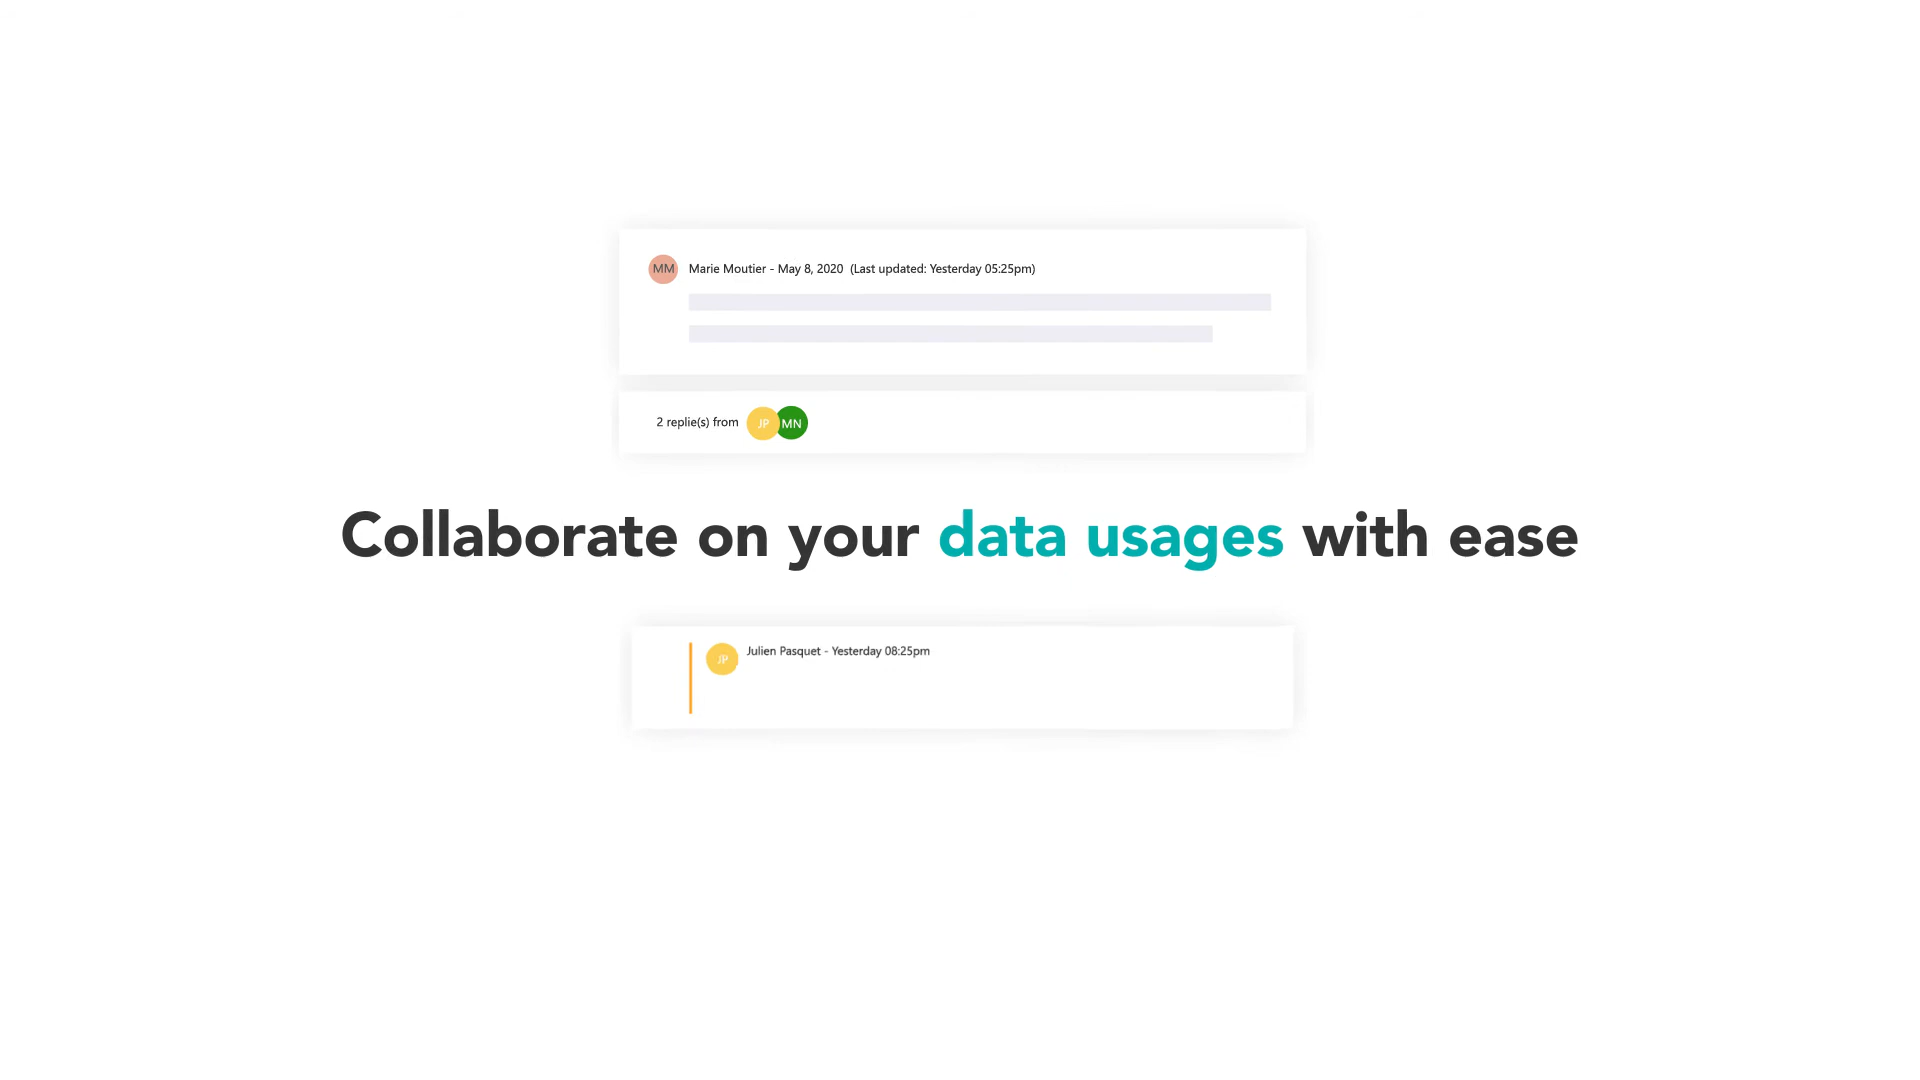 MM Marie Moutier - May 8, 2020 (Last updated: Yesterday 05:25pm)
2 replie(s) from JP MN
Collaborate on your data usages with ease
JP Julien Pasquet - Yesterday 08:25pm